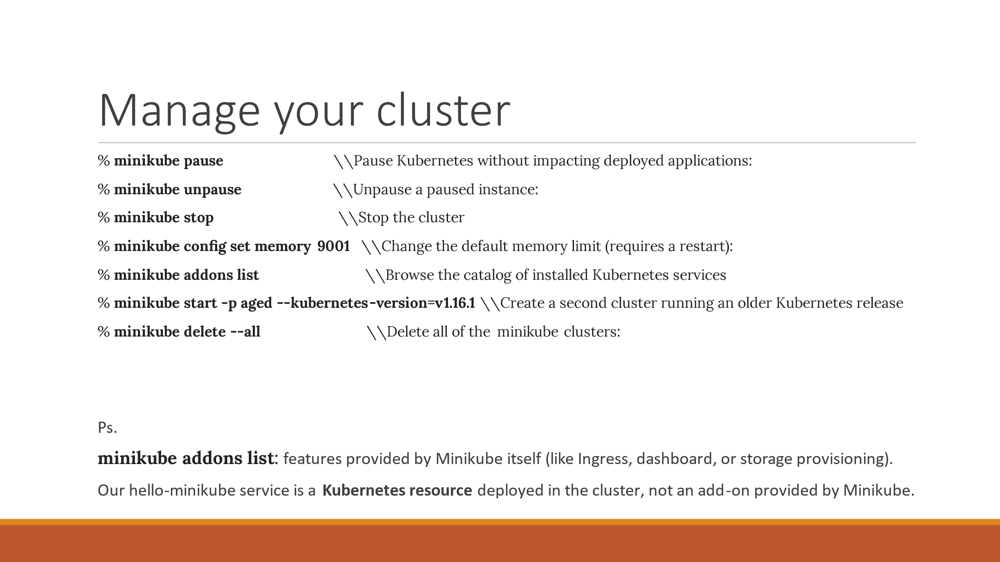 Manage your cluster
% minikube pause \\Pause Kubernetes without impacting deployed applications:
% minikube unpause \\Unpause a paused instance:
% minikube stop \\Stop the cluster
% minikube config set memory 9001 \\Change the default memory limit (requires a restart):
% minikube addons list \\Browse the catalog of installed Kubernetes services
% minikube start -p aged --kubernetes-version=v1.16.1 \\Create a second cluster running an older Kubernetes release
% minikube delete --all \\Delete all of the minikube clusters:
Ps.
minikube addons list: features provided by Minikube itself (like Ingress, dashboard, or storage provisioning).
Our hello-minikube service is a Kubernetes resource deployed in the cluster, not an add-on provided by Minikube.